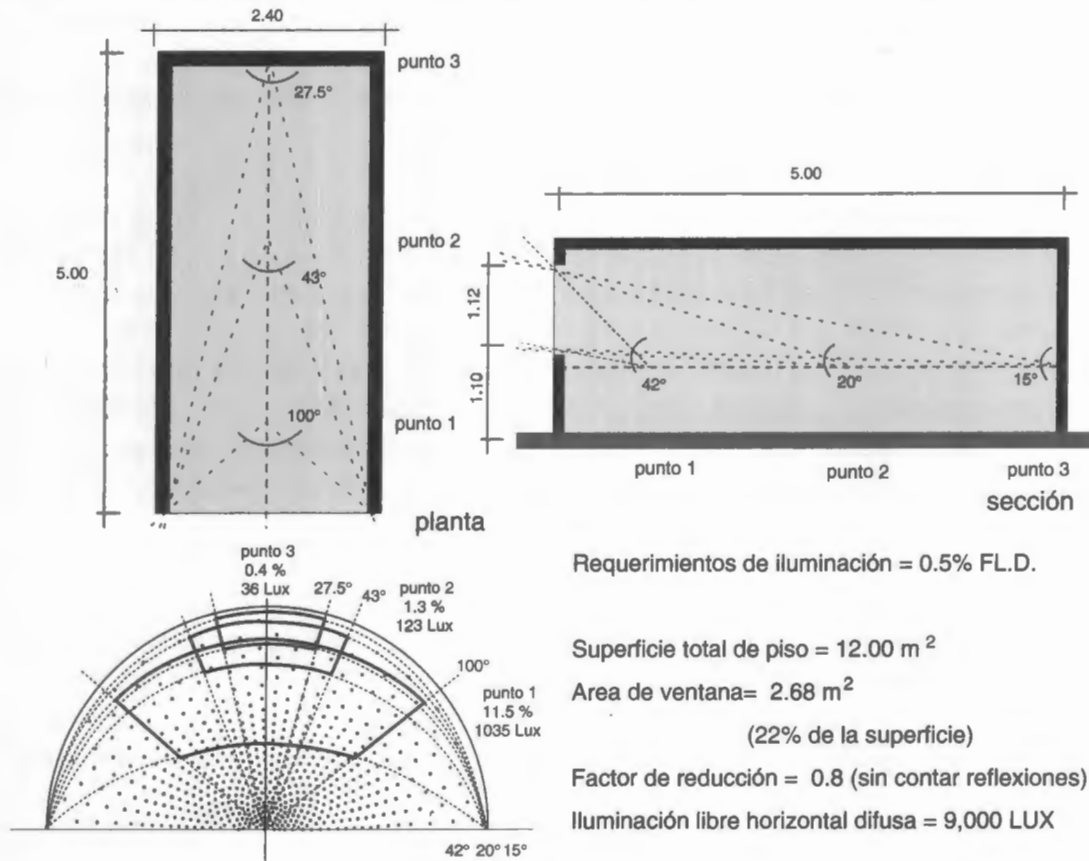 2.40
punto 3
27.5°
5.00
punto 2
43°
100°
punto 1
planta
5.00
1.12
1.10
42°
20°
15°
punto 1
punto 2
punto 3
sección
punto 3
0.4 %
36 Lux
27.5°
43°
punto 2
1.3 %
123 Lux
100°
punto 1
11.5 %
1035 Lux
42° 20° 15°
Requerimientos de iluminación = 0.5% FL.D.
Superficie total de piso = 12.00 m²
Area de ventana= 2.68 m²
(22% de la superficie)
Factor de reducción = 0.8 (sin contar reflexiones)
Iluminación libre horizontal difusa = 9,000 LUX